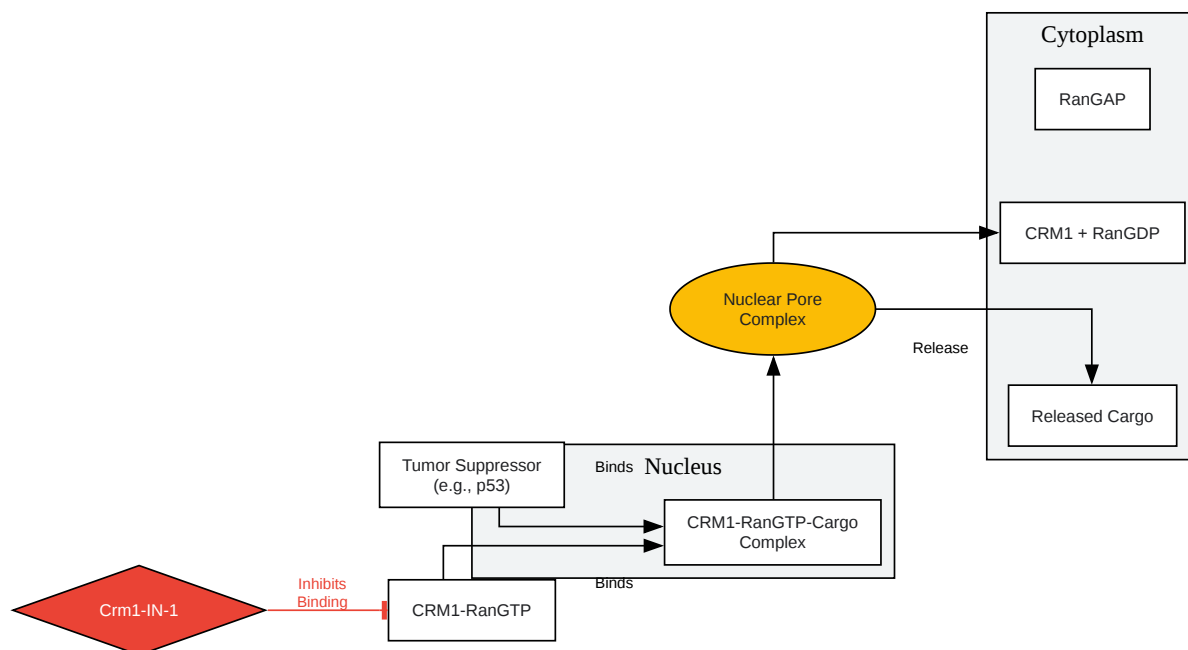 Cytoplasm
RanGAP
CRM1 + RanGDP
Nuclear Pore
Complex
Release
Released Cargo
Tumor Suppressor
(e.g., p53)
Binds
Nucleus
CRM1-RanGTP-Cargo
Complex
Binds
Inhibits
Binding
Crm1-IN-1
CRM1-RanGTP